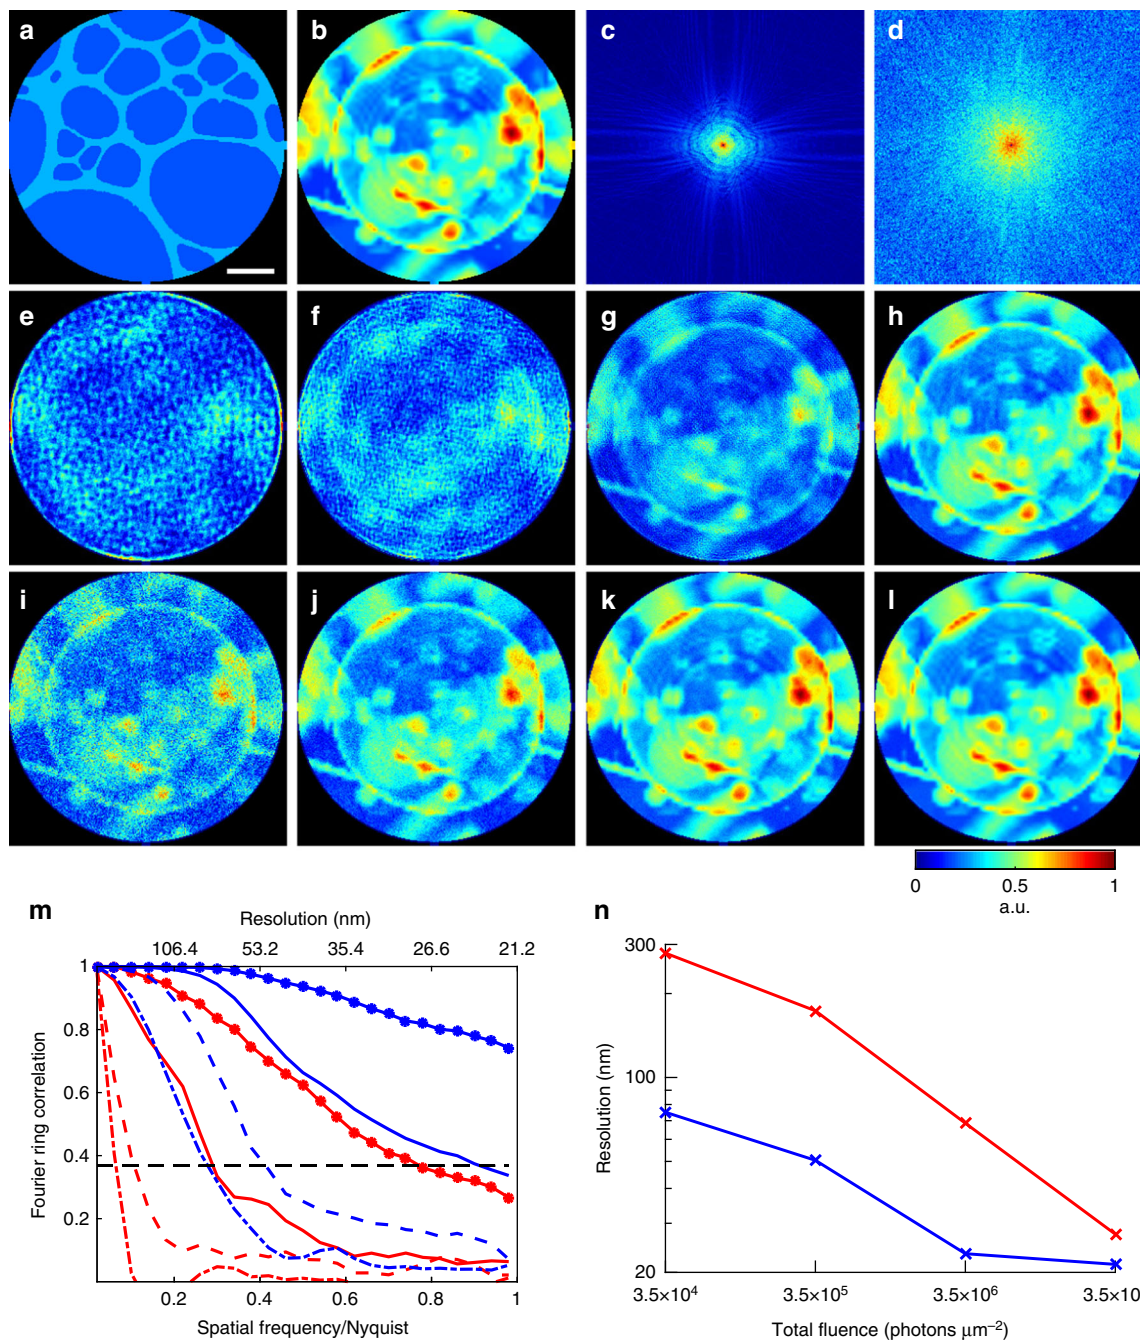 a b c d
e f g h
i j k l
0 0.5 1
a.u.
m
Resolution (nm)
106.4 53.2 35.4 26.6 21.2
1
0.8
0.6
0.4
0.2
Fourier ring correlation
0.2 0.4 0.6 0.8 1
Spatial frequency/Nyquist
n
300
100
20
Resolution (nm)
3.5×10⁴ 3.5×10⁵ 3.5×10⁶ 3.5×10
Total fluence (photons μm⁻²)